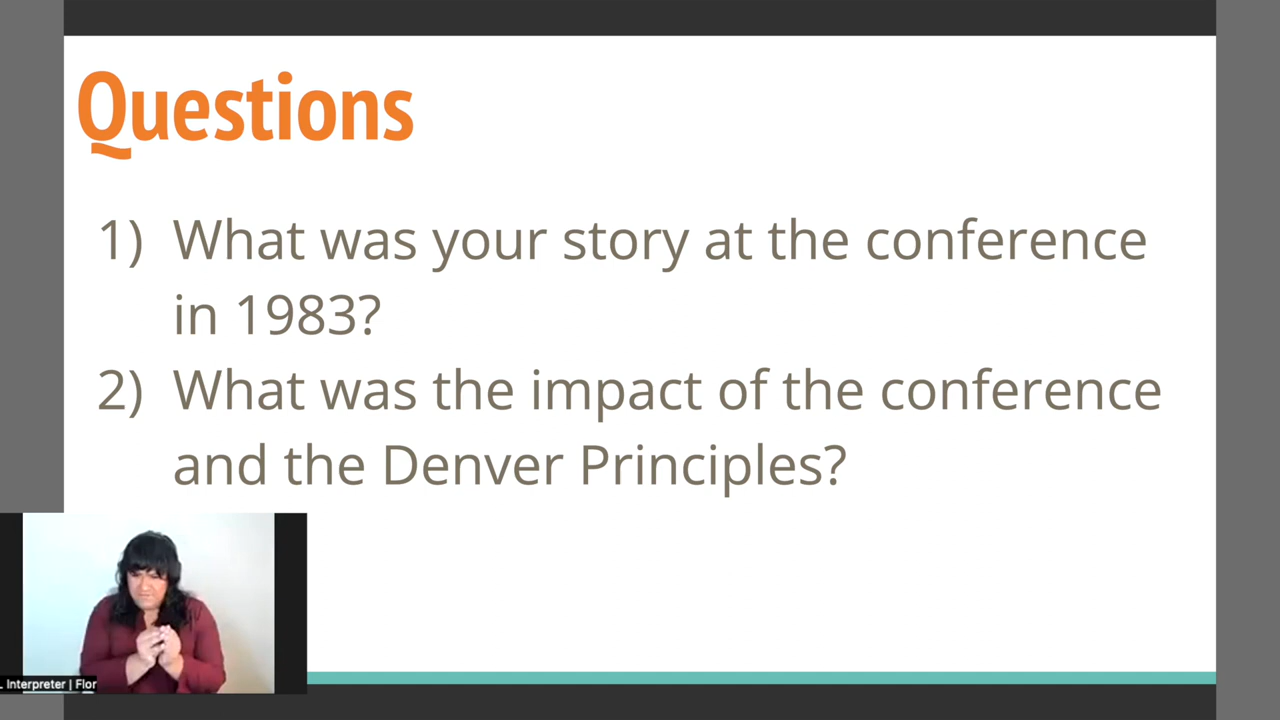 Questions
1) What was your story at the conference
in 1983?
2) What was the impact of the conference
and the Denver Principles?
Interpreter | Flor